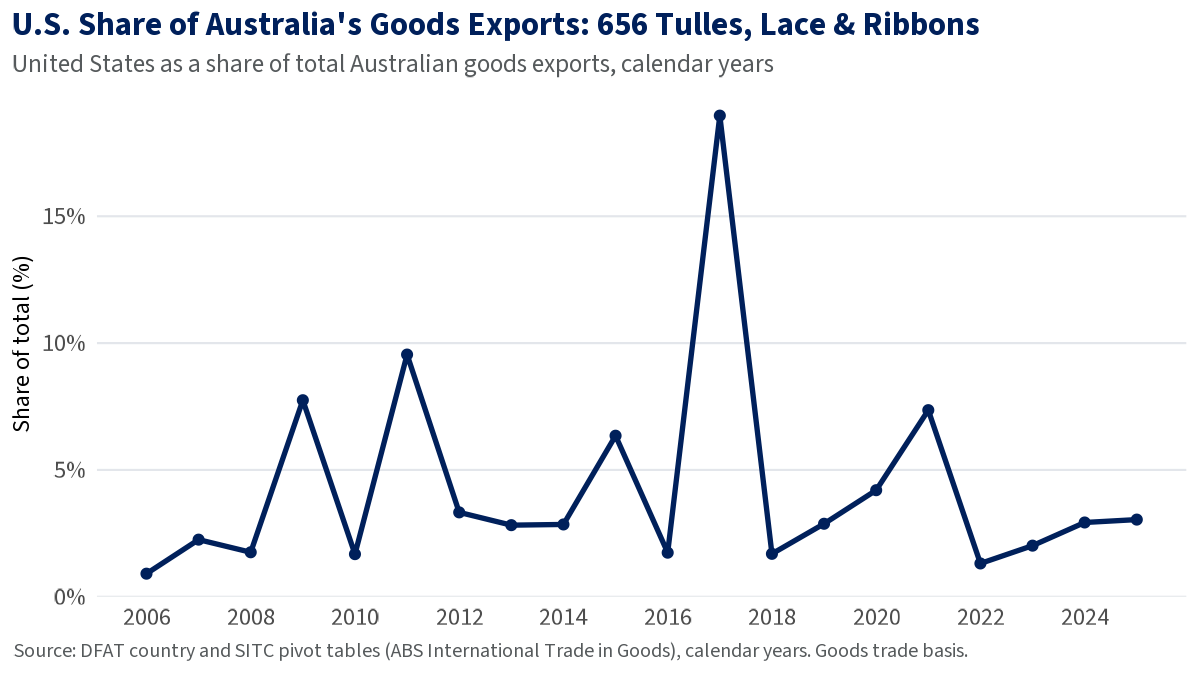 U.S. Share of Australia's Goods Exports: 656 Tulles, Lace & Ribbons
United States as a share of total Australian goods exports, calendar years
Share of total (%)
15%
10%
5%
0%
2006 2008 2010 2012 2014 2016 2018 2020 2022 2024
Source: DFAT country and SITC pivot tables (ABS International Trade in Goods), calendar years. Goods trade basis.